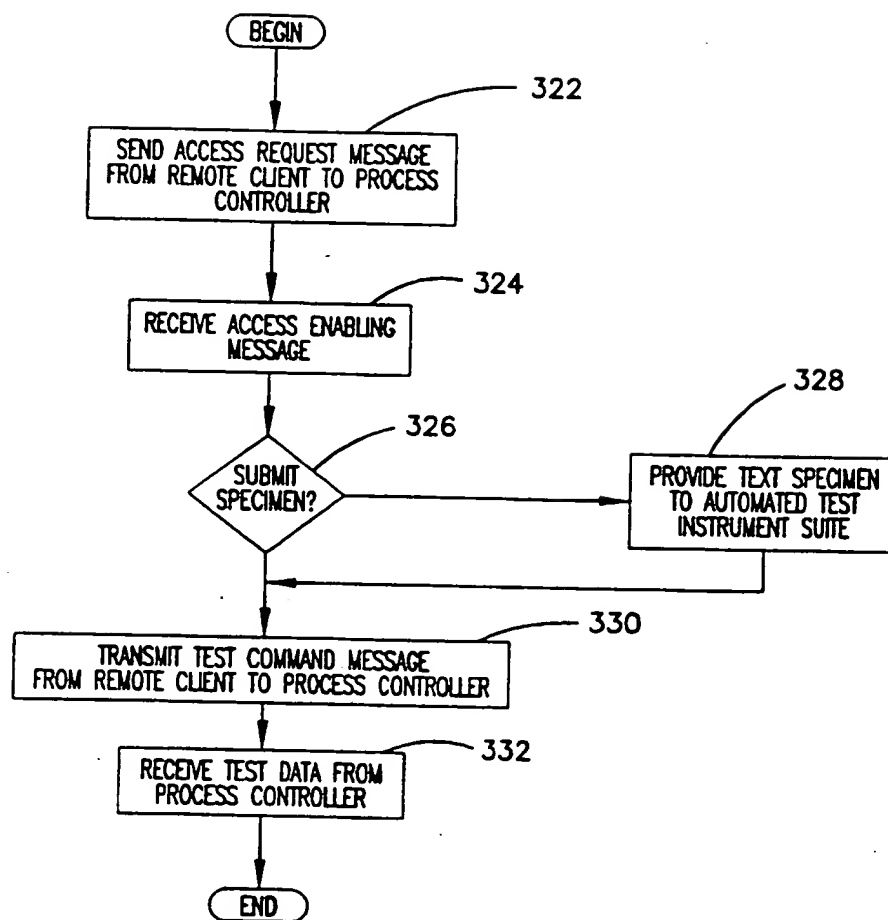 BEGIN
322
SEND ACCESS REQUEST MESSAGE
FROM REMOTE CLIENT TO PROCESS
CONTROLLER
324
RECEIVE ACCESS ENABLING
MESSAGE
326
SUBMIT
SPECIMEN?
328
PROVIDE TEXT SPECIMEN
TO AUTOMATED TEST
INSTRUMENT SUITE
330
TRANSMIT TEST COMMAND MESSAGE
FROM REMOTE CLIENT TO PROCESS CONTROLLER
332
RECEIVE TEST DATA FROM
PROCESS CONTROLLER
END